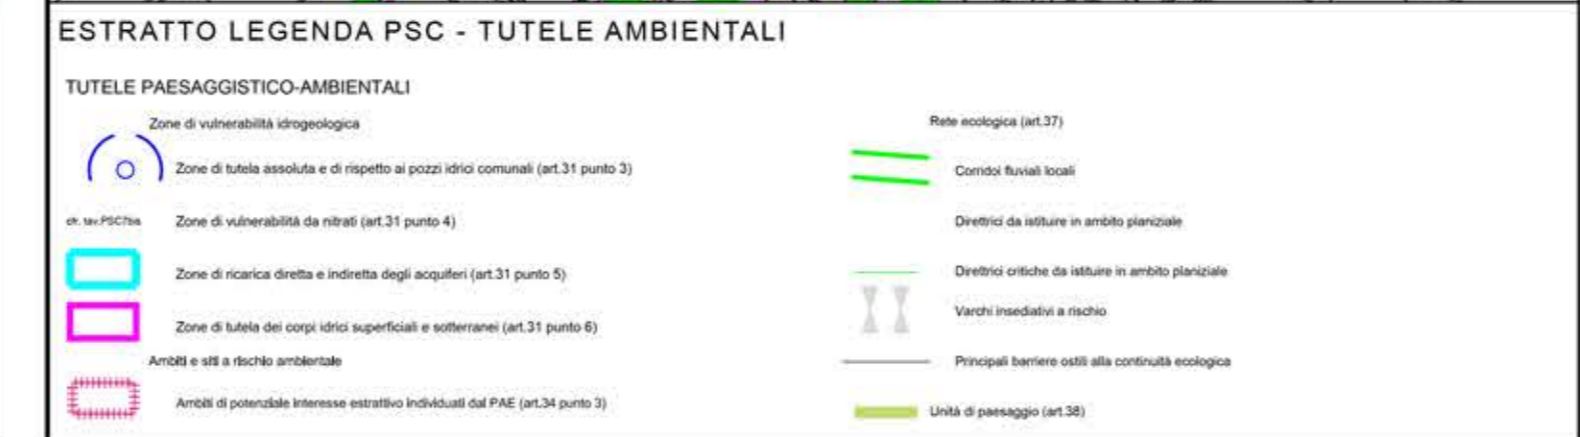 ESTRATTO LEGENDA PSC - TUTELE AMBIENTALI
TUTELE PAESAGGISTICO-AMBIENTALI
Zone di vulnerabilità idrogeologica
Zone di tutela assoluta e di rispetto ai pozzi idrici comunali (art.31 punto 3)
cfr. tav.PSC7bis Zone di vulnerabilità da nitrati (art.31 punto 4)
Zone di ricarica diretta e indiretta degli acquiferi (art.31 punto 5)
Zone di tutela dei corpi idrici superficiali e sotterranei (art.31 punto 6)
Ambiti e siti a rischio ambientale
Ambiti di potenziale interesse estrattivo individuati dal PAE (art.34 punto 3)
Rete ecologica (art.37)
Corridoi fluviali locali
Direttrici da istituire in ambito planiziale
Direttrici critiche da istituire in ambito planiziale
Varchi insediativi a rischio
Principali barriere ostili alla continuità ecologica
Unità di paesaggio (art.38)